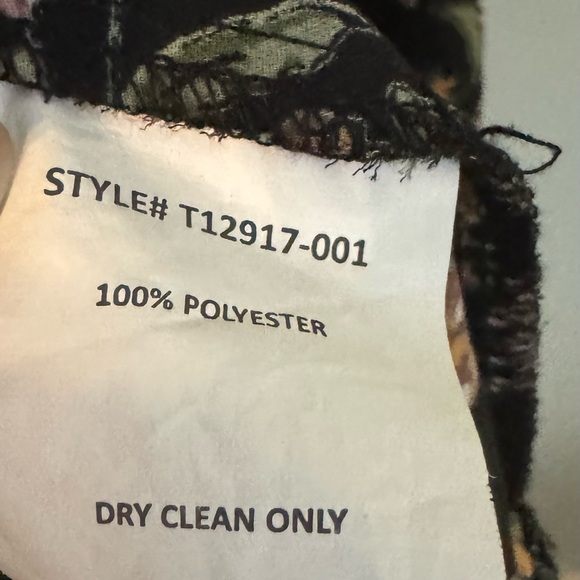 STYLE# T12917-001
100% POLYESTER
DRY CLEAN ONLY